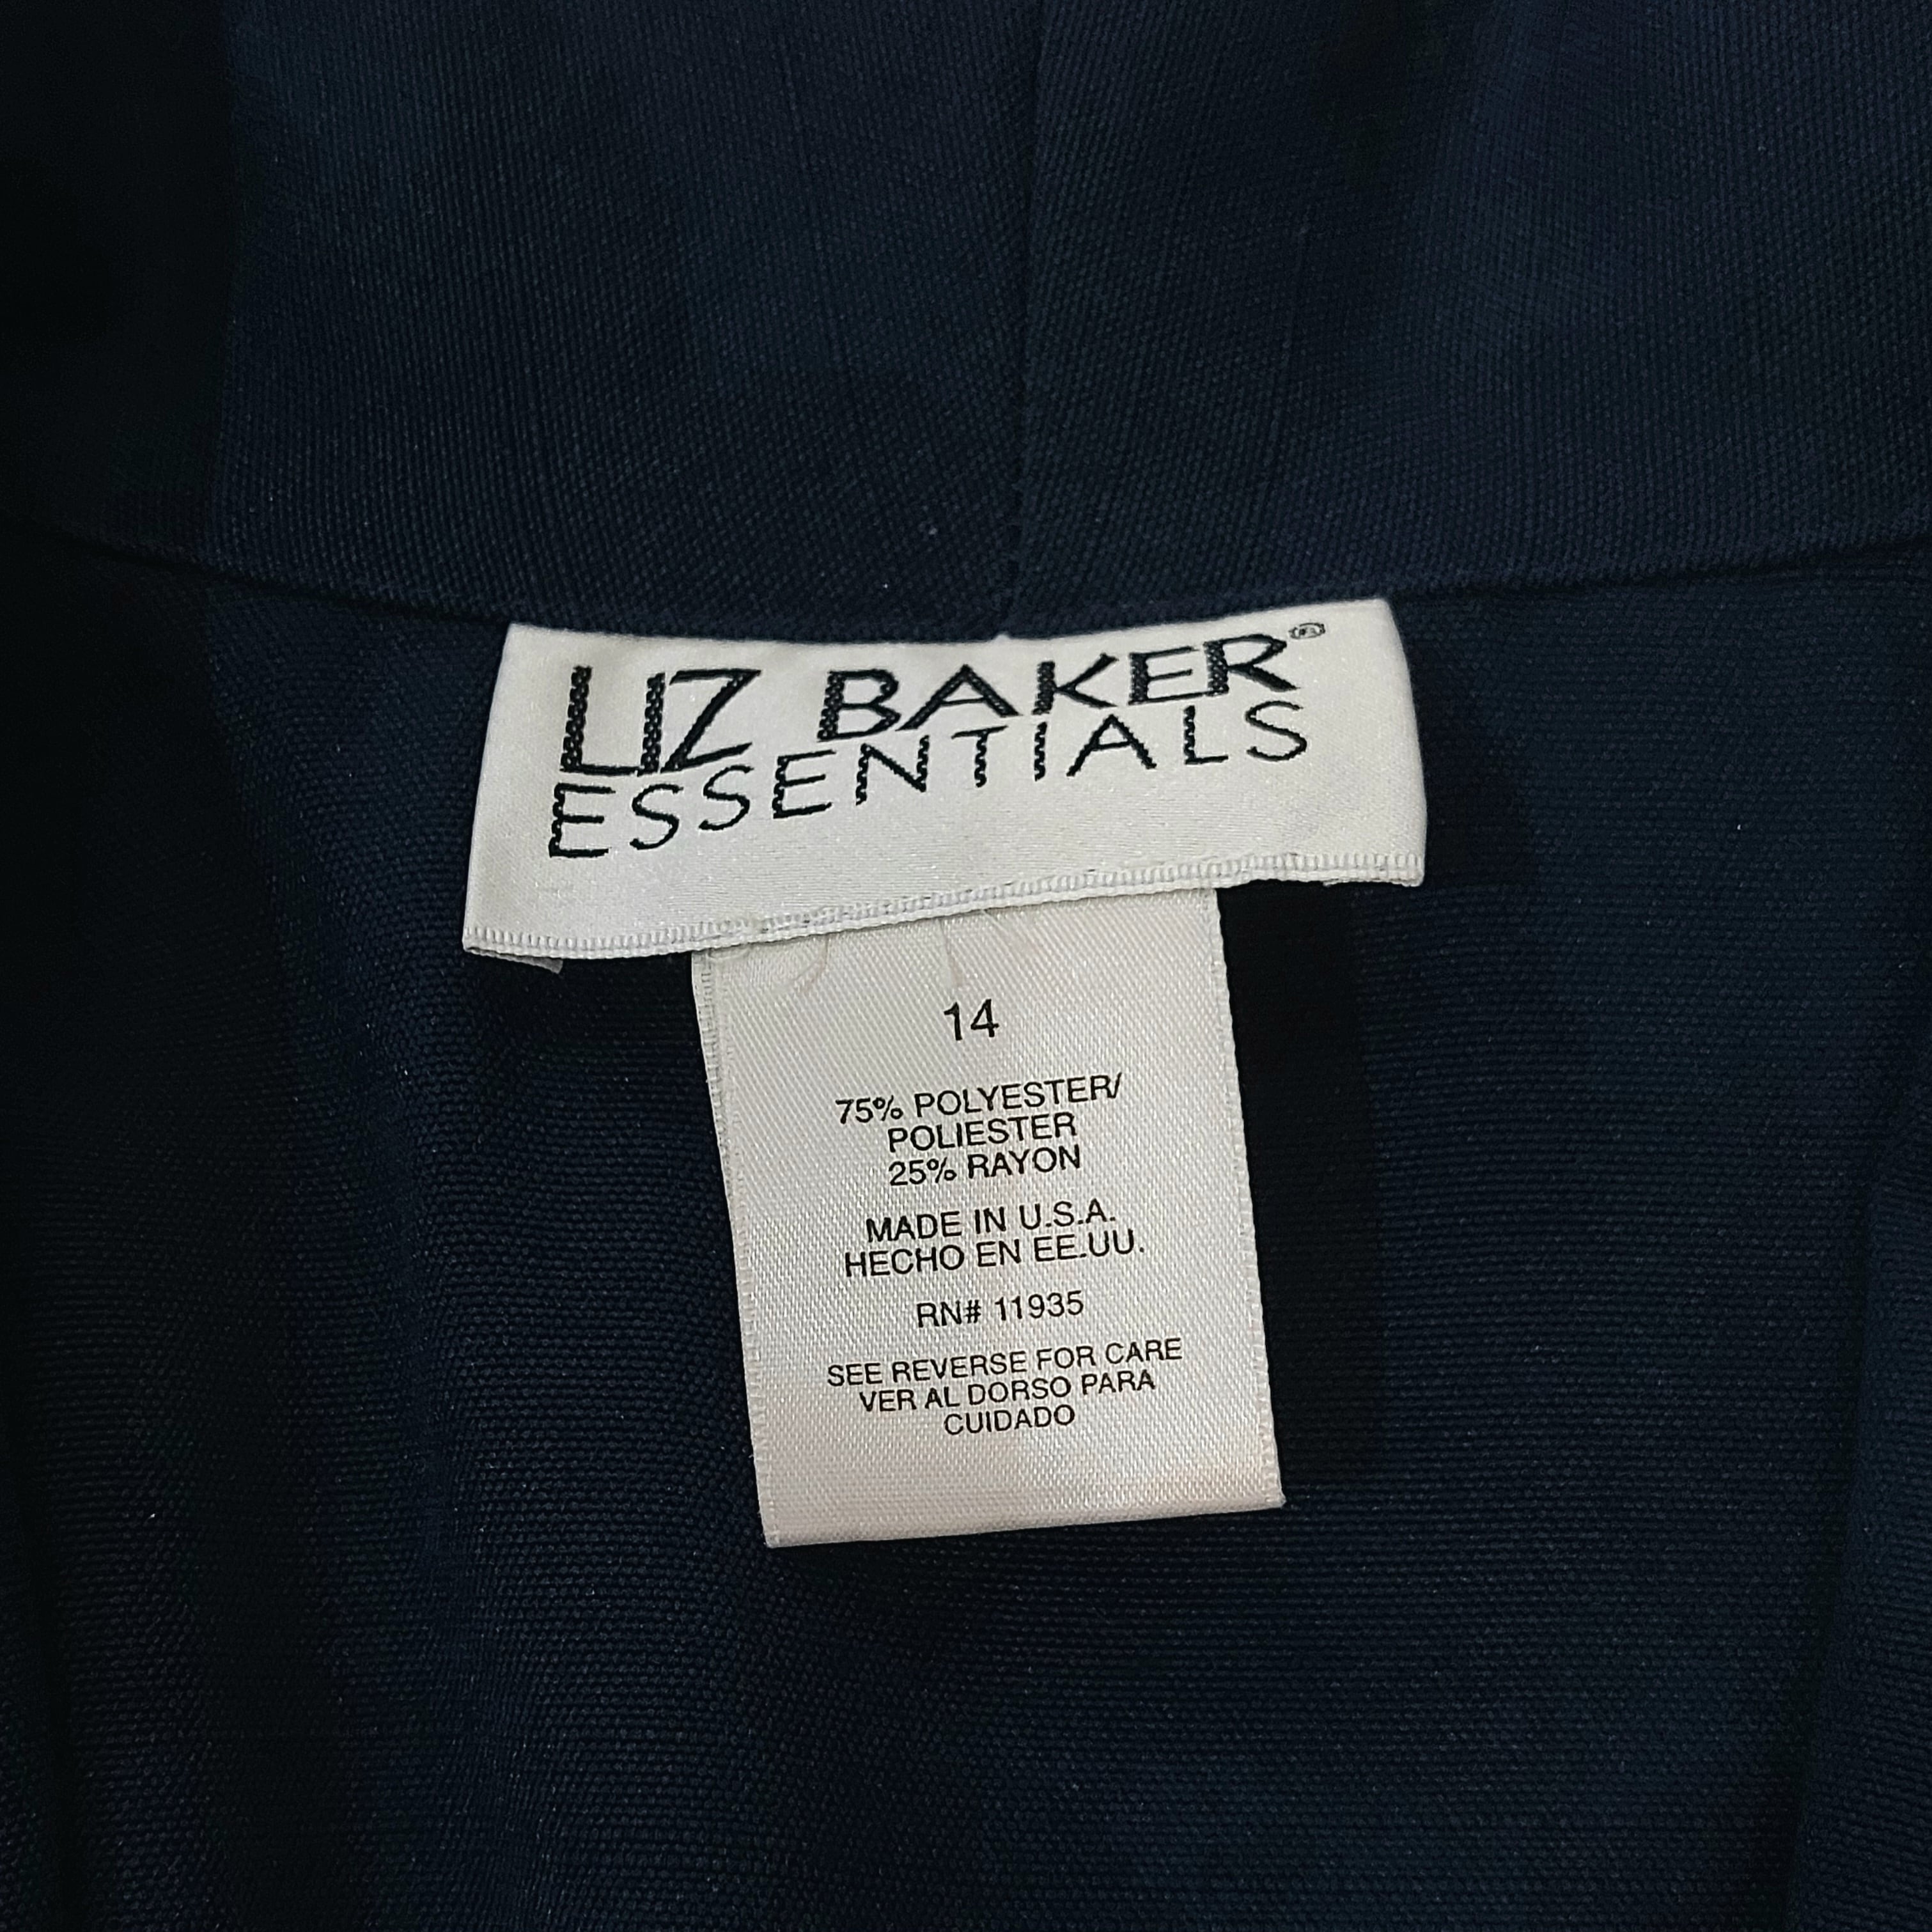 LIZ BAKER®
ESSENTIALS
14
75% POLYESTER/
POLIESTER
25% RAYON
MADE IN U.S.A.
HECHO EN EE.UU.
RN# 11935
SEE REVERSE FOR CARE
VER AL DORSO PARA
CUIDADO